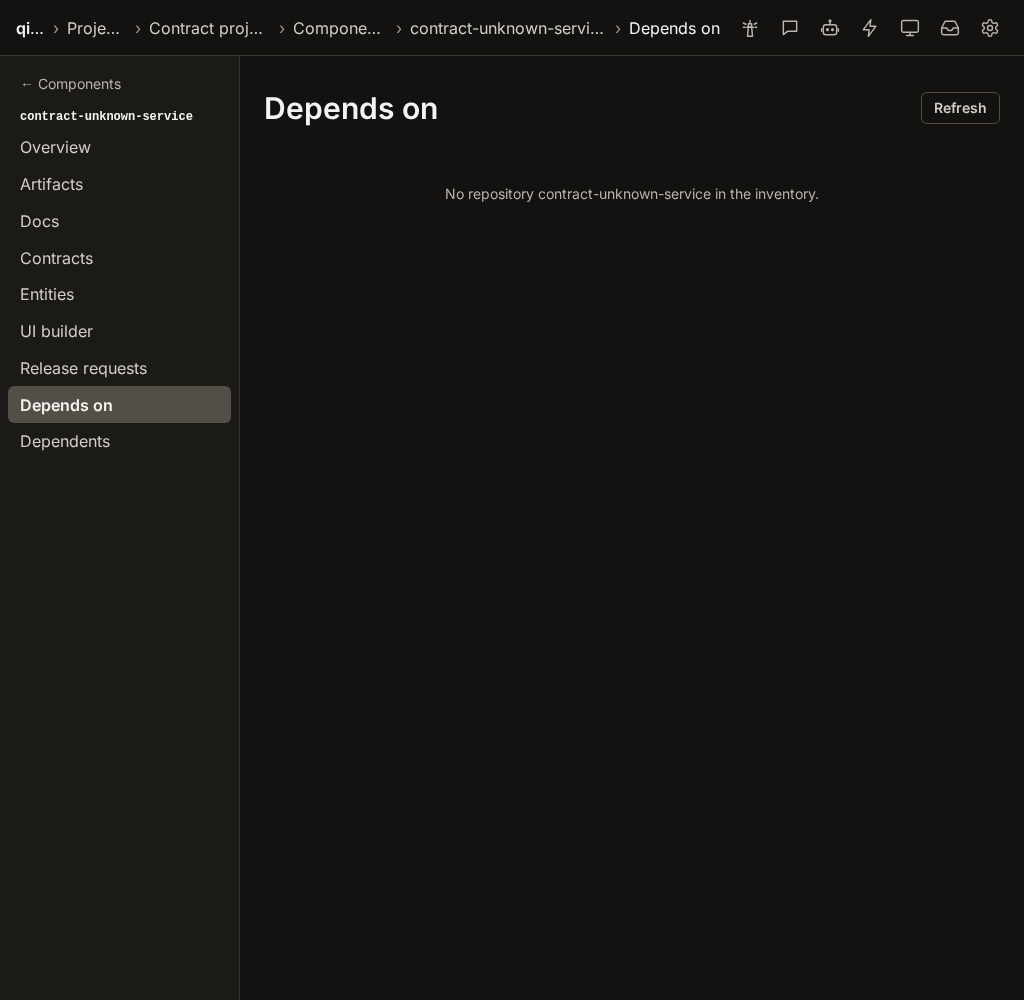 qi... › Proje... › Contract proj... › Compone... › contract-unknown-servi... › Depends on
← Components
contract-unknown-service
Overview
Artifacts
Docs
Contracts
Entities
UI builder
Release requests
Depends on
Dependents
Depends on
Refresh
No repository contract-unknown-service in the inventory.